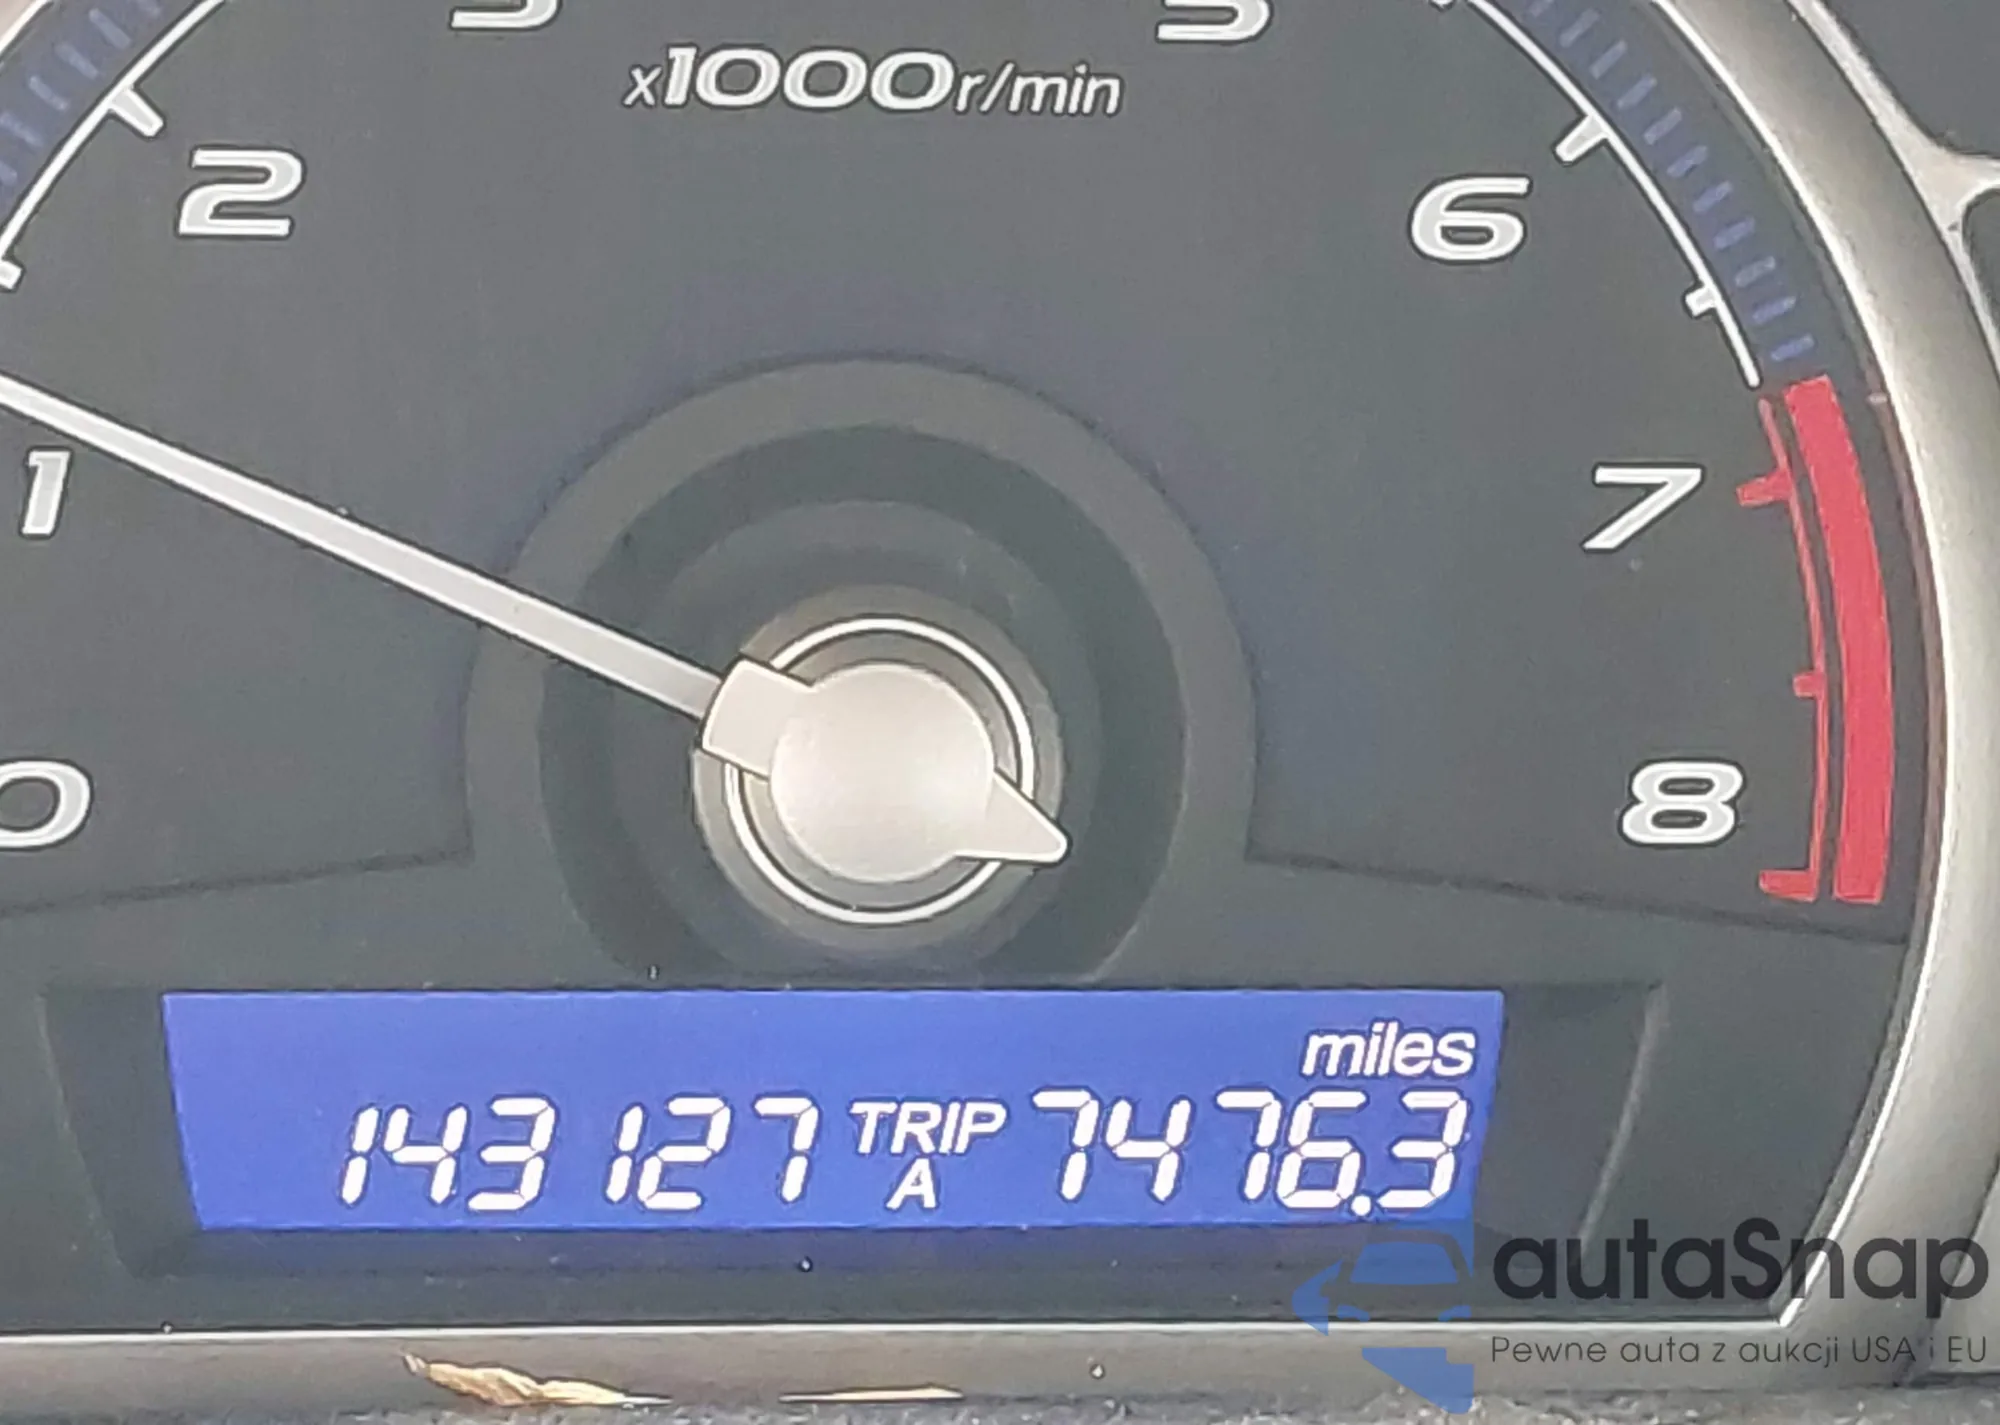 3
5
x1000r/min
2
6
1
7
0
8
miles
143127 TRIP A 7476.3
autaSnap
Pewne auta z aukcji USA i EU